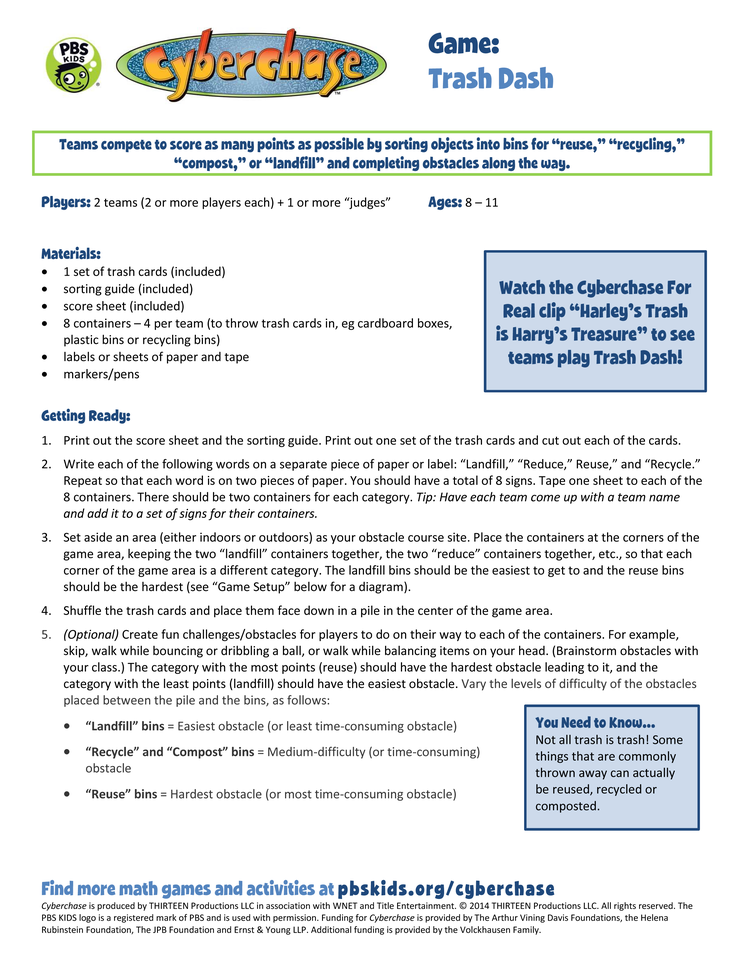 PBS
KIDS
Cyberchase
™
Game:
Trash Dash
Teams compete to score as many points as possible by sorting objects into bins for “reuse,” “recycling,”
“compost,” or “landfill” and completing obstacles along the way.
Players: 2 teams (2 or more players each) + 1 or more “judges”
Ages: 8 – 11
Materials:
• 1 set of trash cards (included)
• sorting guide (included)
• score sheet (included)
• 8 containers – 4 per team (to throw trash cards in, eg cardboard boxes,
plastic bins or recycling bins)
• labels or sheets of paper and tape
• markers/pens
Watch the Cyberchase For
Real clip “Harley’s Trash
is Harry’s Treasure” to see
teams play Trash Dash!
Getting Ready:
1. Print out the score sheet and the sorting guide. Print out one set of the trash cards and cut out each of the cards.
2. Write each of the following words on a separate piece of paper or label: “Landfill,” “Reduce,” Reuse,” and “Recycle.”
Repeat so that each word is on two pieces of paper. You should have a total of 8 signs. Tape one sheet to each of the
8 containers. There should be two containers for each category. Tip: Have each team come up with a team name
and add it to a set of signs for their containers.
3. Set aside an area (either indoors or outdoors) as your obstacle course site. Place the containers at the corners of the
game area, keeping the two “landfill” containers together, the two “reduce” containers together, etc., so that each
corner of the game area is a different category. The landfill bins should be the easiest to get to and the reuse bins
should be the hardest (see “Game Setup” below for a diagram).
4. Shuffle the trash cards and place them face down in a pile in the center of the game area.
5. (Optional) Create fun challenges/obstacles for players to do on their way to each of the containers. For example,
skip, walk while bouncing or dribbling a ball, or walk while balancing items on your head. (Brainstorm obstacles with
your class.) The category with the most points (reuse) should have the hardest obstacle leading to it, and the
category with the least points (landfill) should have the easiest obstacle. Vary the levels of difficulty of the obstacles
placed between the pile and the bins, as follows:
• “Landfill” bins = Easiest obstacle (or least time-consuming obstacle)
• “Recycle” and “Compost” bins = Medium-difficulty (or time-consuming)
obstacle
• “Reuse” bins = Hardest obstacle (or most time-consuming obstacle)
You Need to Know...
Not all trash is trash! Some
things that are commonly
thrown away can actually
be reused, recycled or
composted.
Find more math games and activities at pbskids.org/cyberchase
Cyberchase is produced by THIRTEEN Productions LLC in association with WNET and Title Entertainment. © 2014 THIRTEEN Productions LLC. All rights reserved. The
PBS KIDS logo is a registered mark of PBS and is used with permission. Funding for Cyberchase is provided by The Arthur Vining Davis Foundations, the Helena
Rubinstein Foundation, The JPB Foundation and Ernst & Young LLP. Additional funding is provided by the Volckhausen Family.